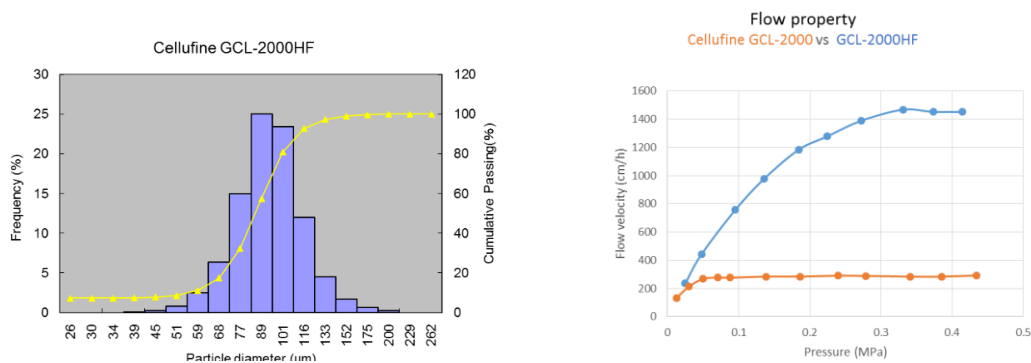 Cellufine GCL-2000HF
30
25
20
15
10
5
0
Frequency (%)
120
100
80
60
40
20
0
Cumulative Passing(%)
26 30 34 39 45 51 59 68 77 89 101 116 133 152 175 200 229 262
Particle diameter (um)
Flow property
Cellufine GCL-2000 vs GCL-2000HF
1600
1400
1200
1000
800
600
400
200
0
Flow velocity (cm/h)
0 0.1 0.2 0.3 0.4 0.5
Pressure (MPa)